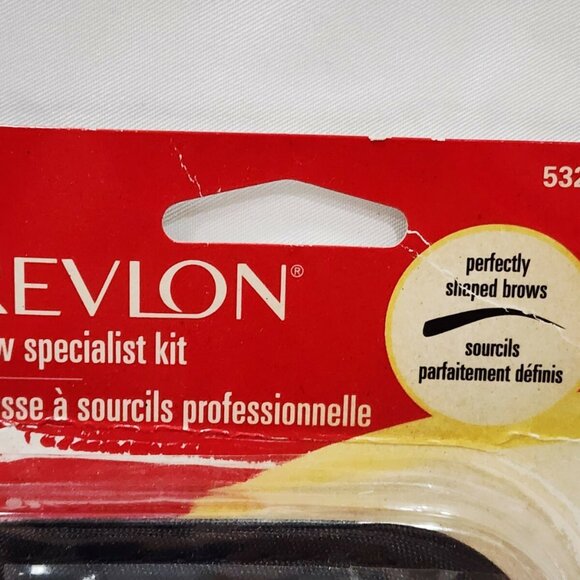 532
REVLON®
w specialist kit
sse à sourcils professionnelle
perfectly
shaped brows
sourcils
parfaitement définis